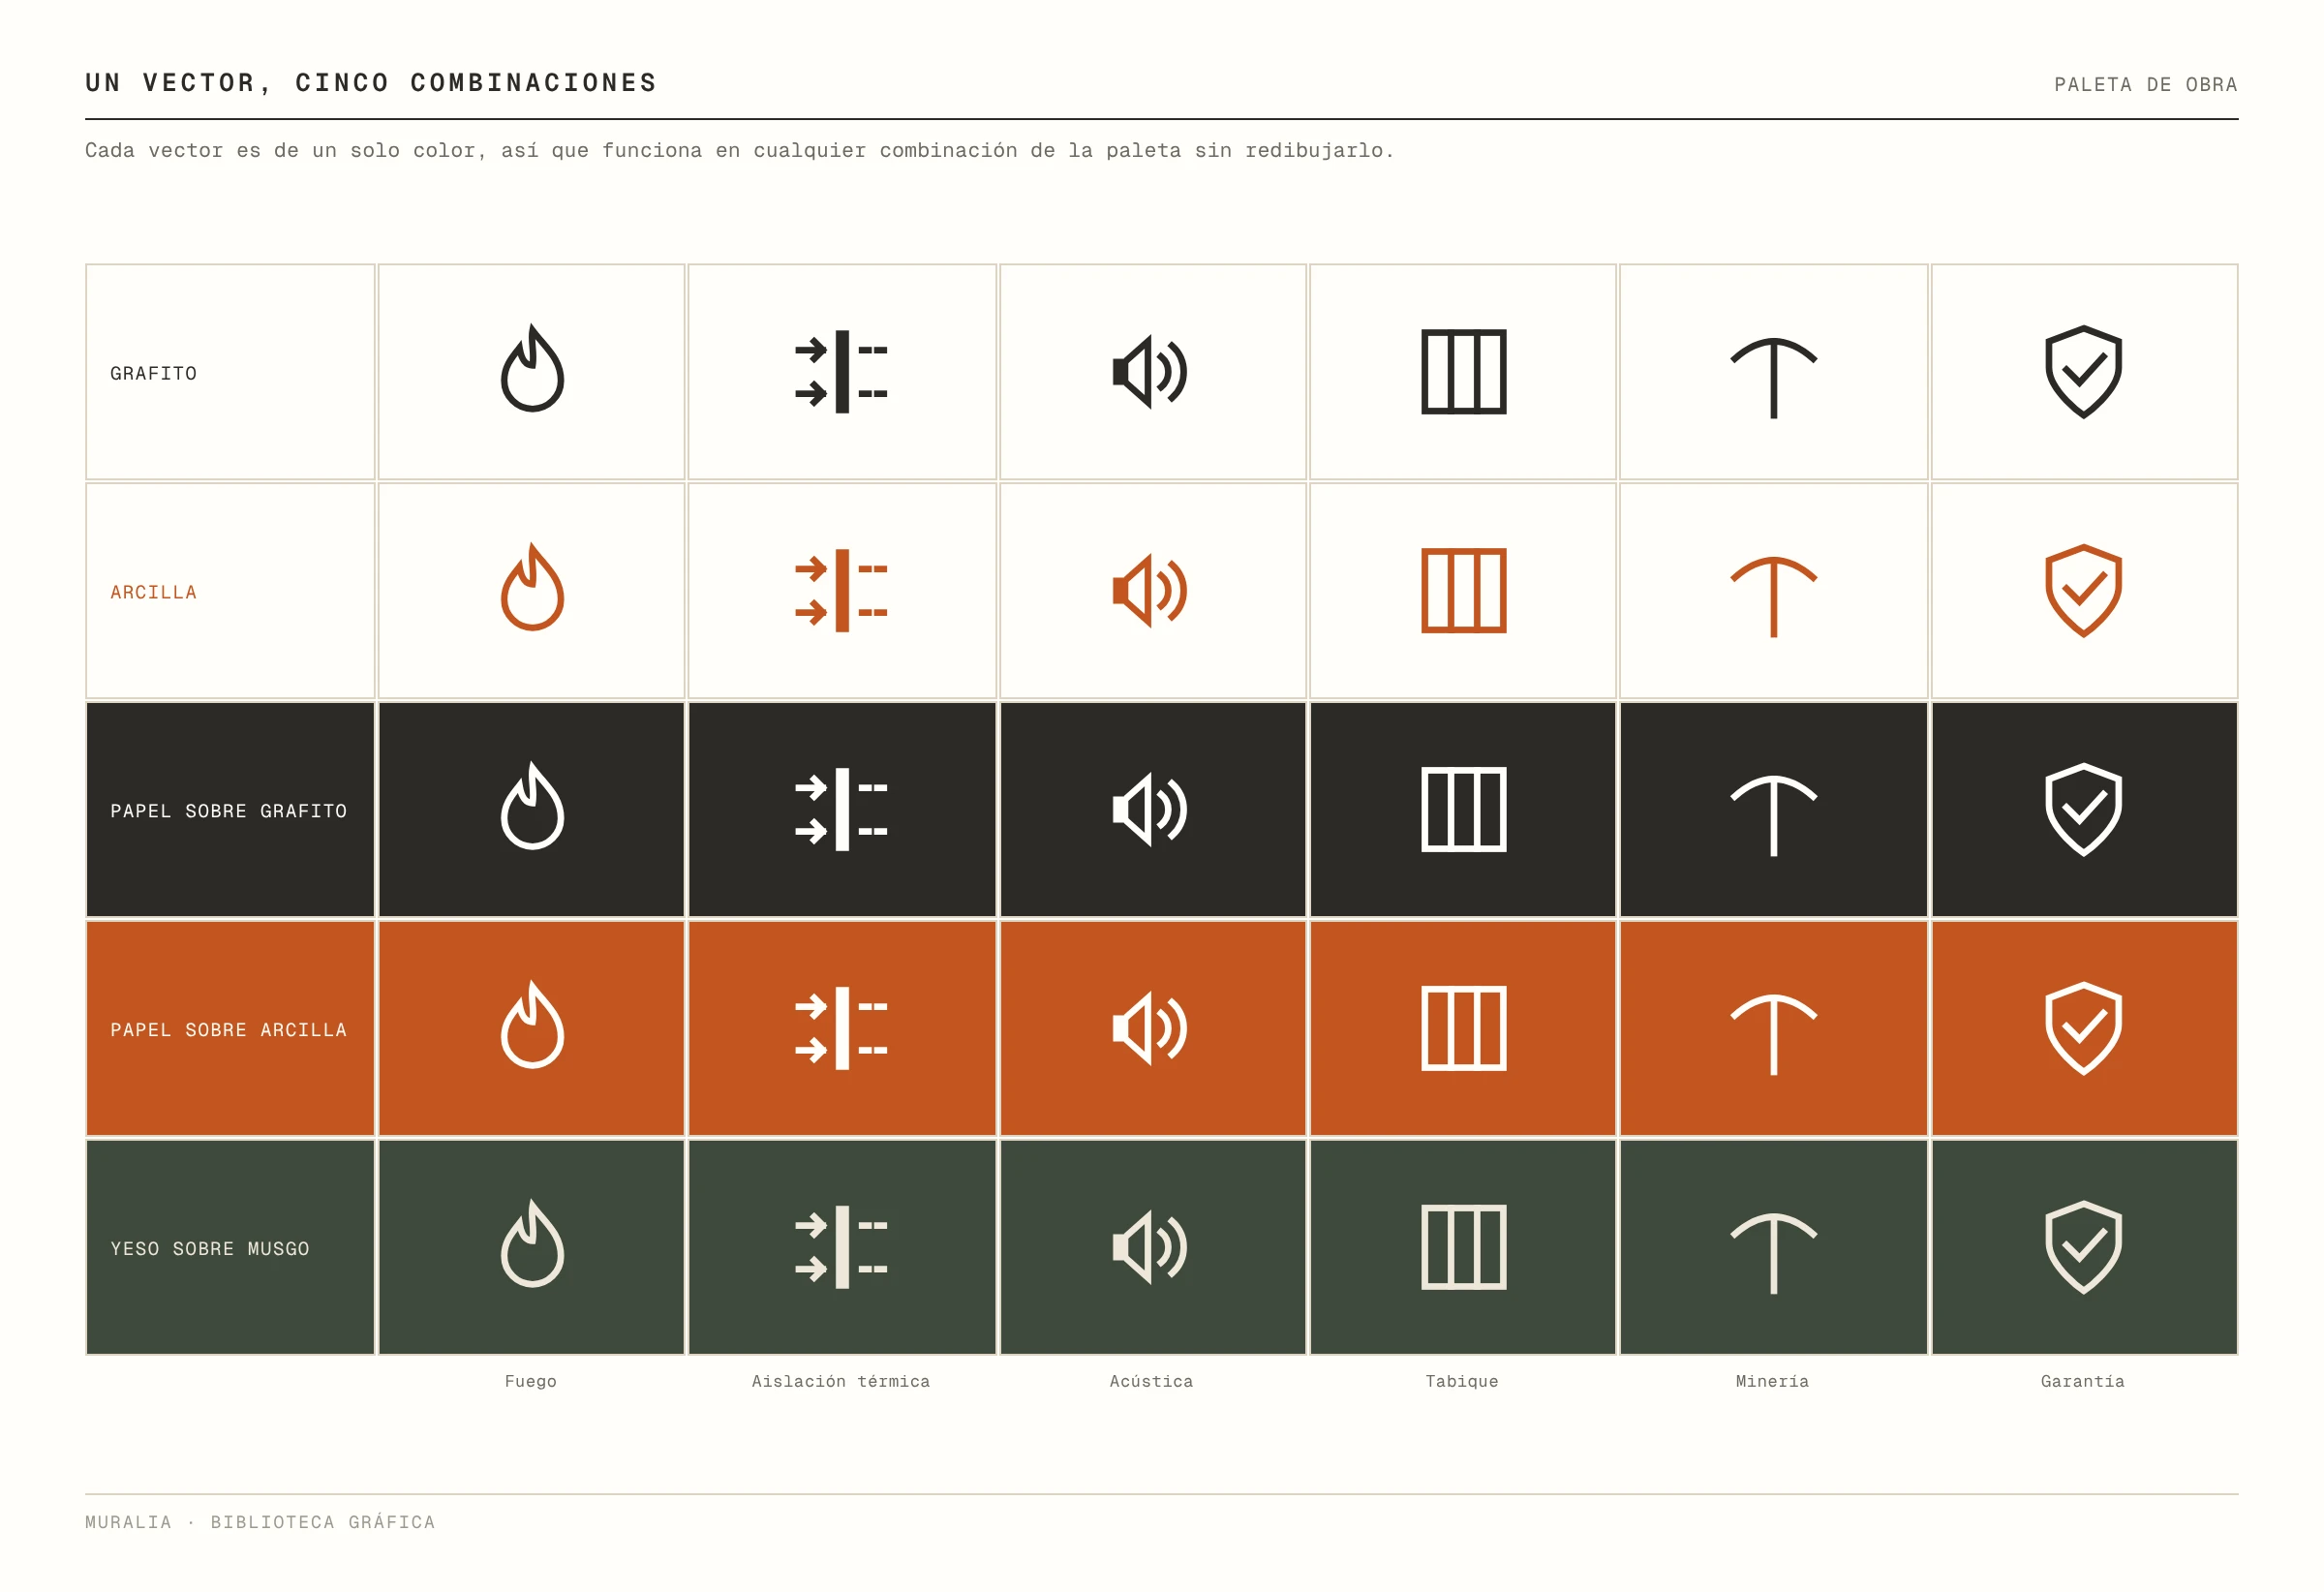 UN VECTOR, CINCO COMBINACIONES
PALETA DE OBRA
Cada vector es de un solo color, así que funciona en cualquier combinación de la paleta sin redibujarlo.
GRAFITO
ARCILLA
PAPEL SOBRE GRAFITO
PAPEL SOBRE ARCILLA
YESO SOBRE MUSGO
Fuego
Aislación térmica
Acústica
Tabique
Minería
Garantía
MURALIA · BIBLIOTECA GRÁFICA